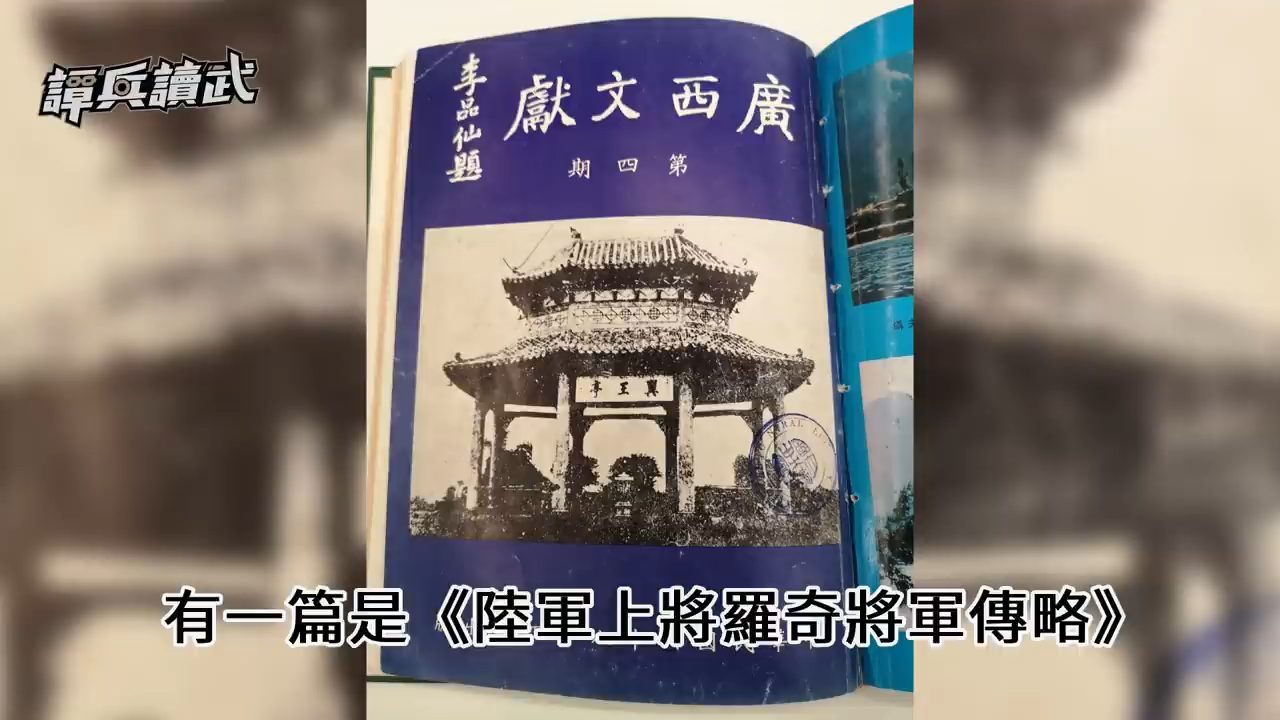 譚兵讀武
廣西文獻
第四期
李品仙題
興王亭
有一篇是《陸軍上將羅奇將軍傳略》